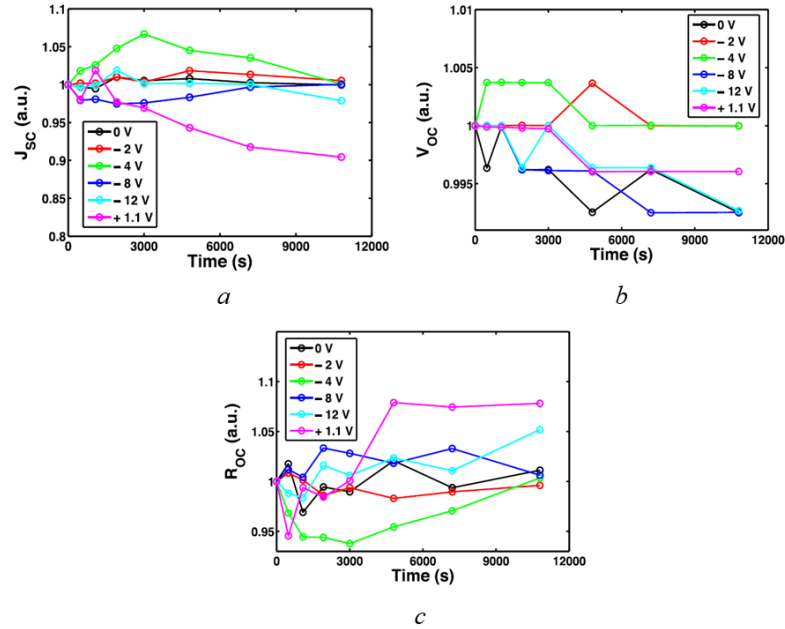 1.1
1.05
1
0.95
0.9
0.85
0.8
J_SC (a.u.)
0 V
− 2 V
− 4 V
− 8 V
− 12 V
+ 1.1 V
0 3000 6000 9000 12000
Time (s)
a
1.01
1.005
1
0.995
V_OC (a.u.)
0 V
− 2 V
− 4 V
− 8 V
− 12 V
+ 1.1 V
0 3000 6000 9000 12000
Time (s)
b
1.1
1.05
1
0.95
R_OC (a.u.)
0 V
− 2 V
− 4 V
− 8 V
− 12 V
+ 1.1 V
0 3000 6000 9000 12000
Time (s)
c